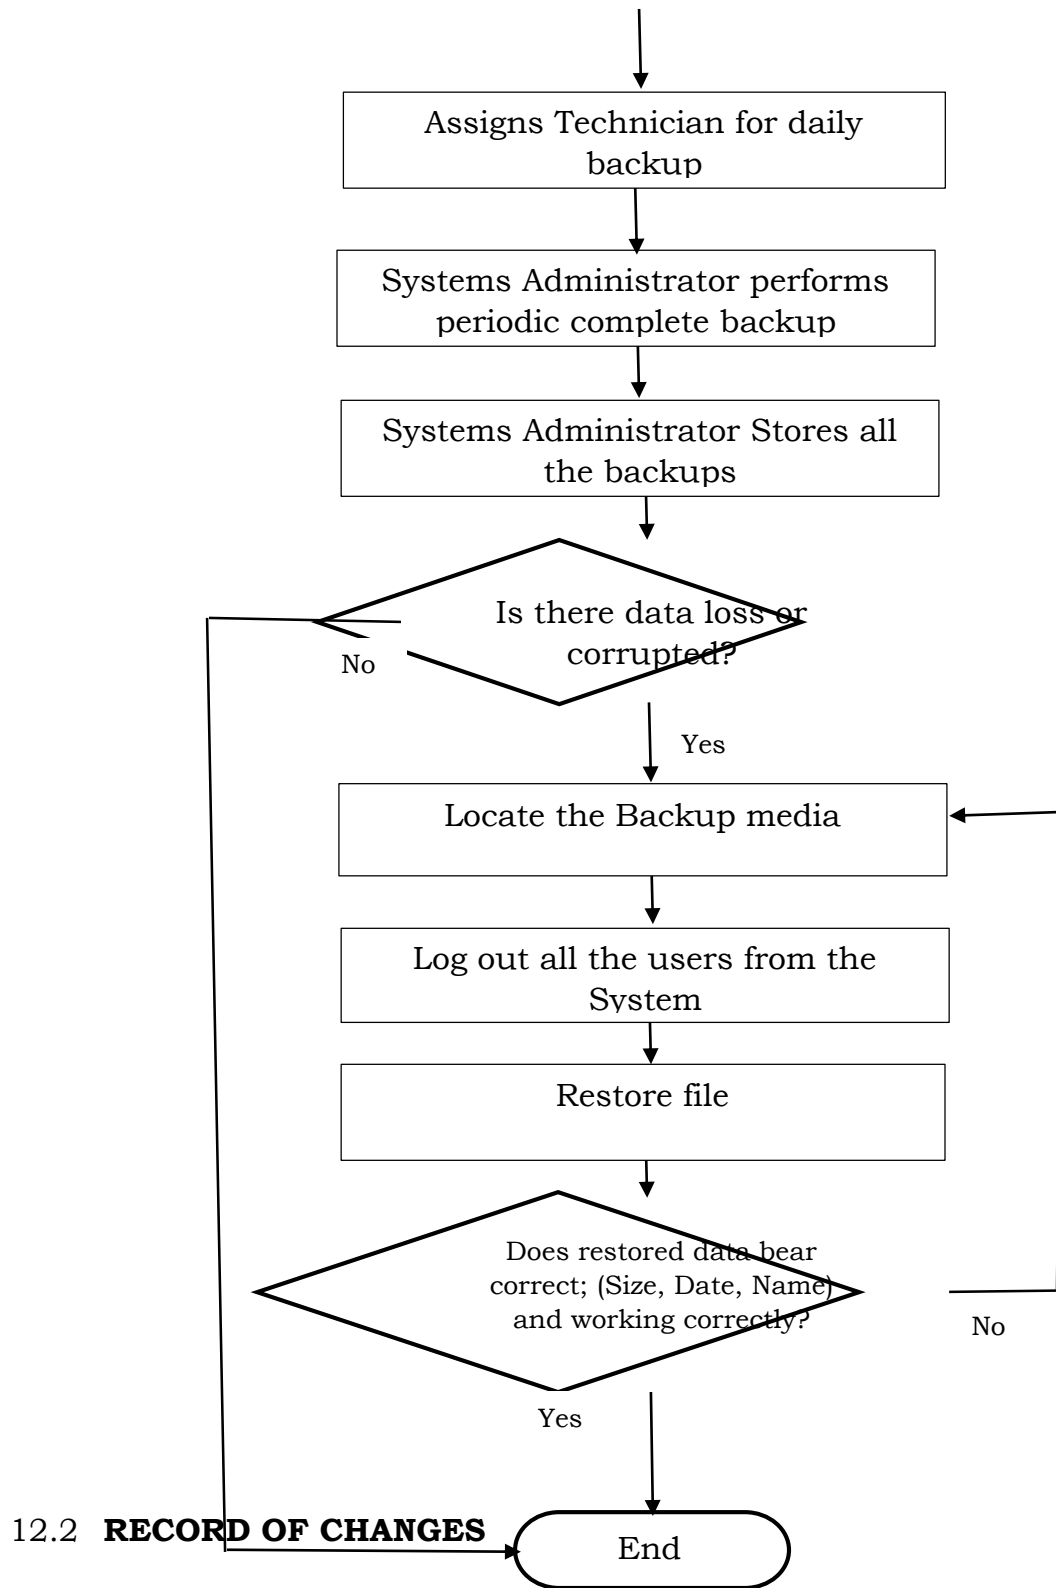 Assigns Technician for daily
backup
Systems Administrator performs
periodic complete backup
Systems Administrator Stores all
the backups
Is there data loss or
corrupted?
No
Yes
Locate the Backup media
Log out all the users from the
System
Restore file
Does restored data bear
correct; (Size, Date, Name)
and working correctly?
No
Yes
12.2 RECORD OF CHANGES
End